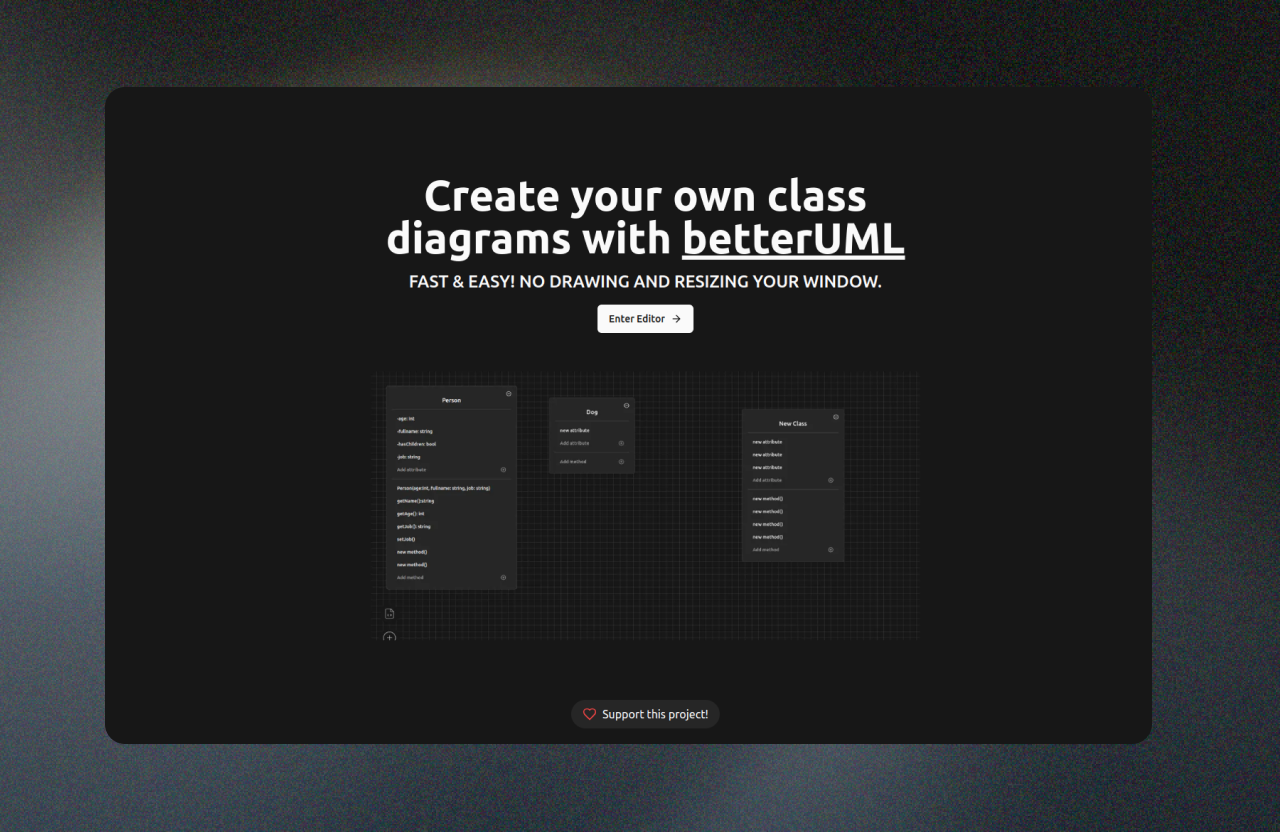 Create your own class
diagrams with betterUML
FAST & EASY! NO DRAWING AND RESIZING YOUR WINDOW.
Enter Editor
Person
-age: int
-fullname: string
-hasChildren: bool
-job: string
Add attribute
Person(age:int, fullname: string, job: string)
getName():string
getAge(): int
getJob(): string
setJob()
new method()
new method()
Add method
Dog
new attribute
Add attribute
Add method
New Class
new attribute
new attribute
new attribute
Add attribute
new method()
new method()
new method()
new method()
Add method
Support this project!